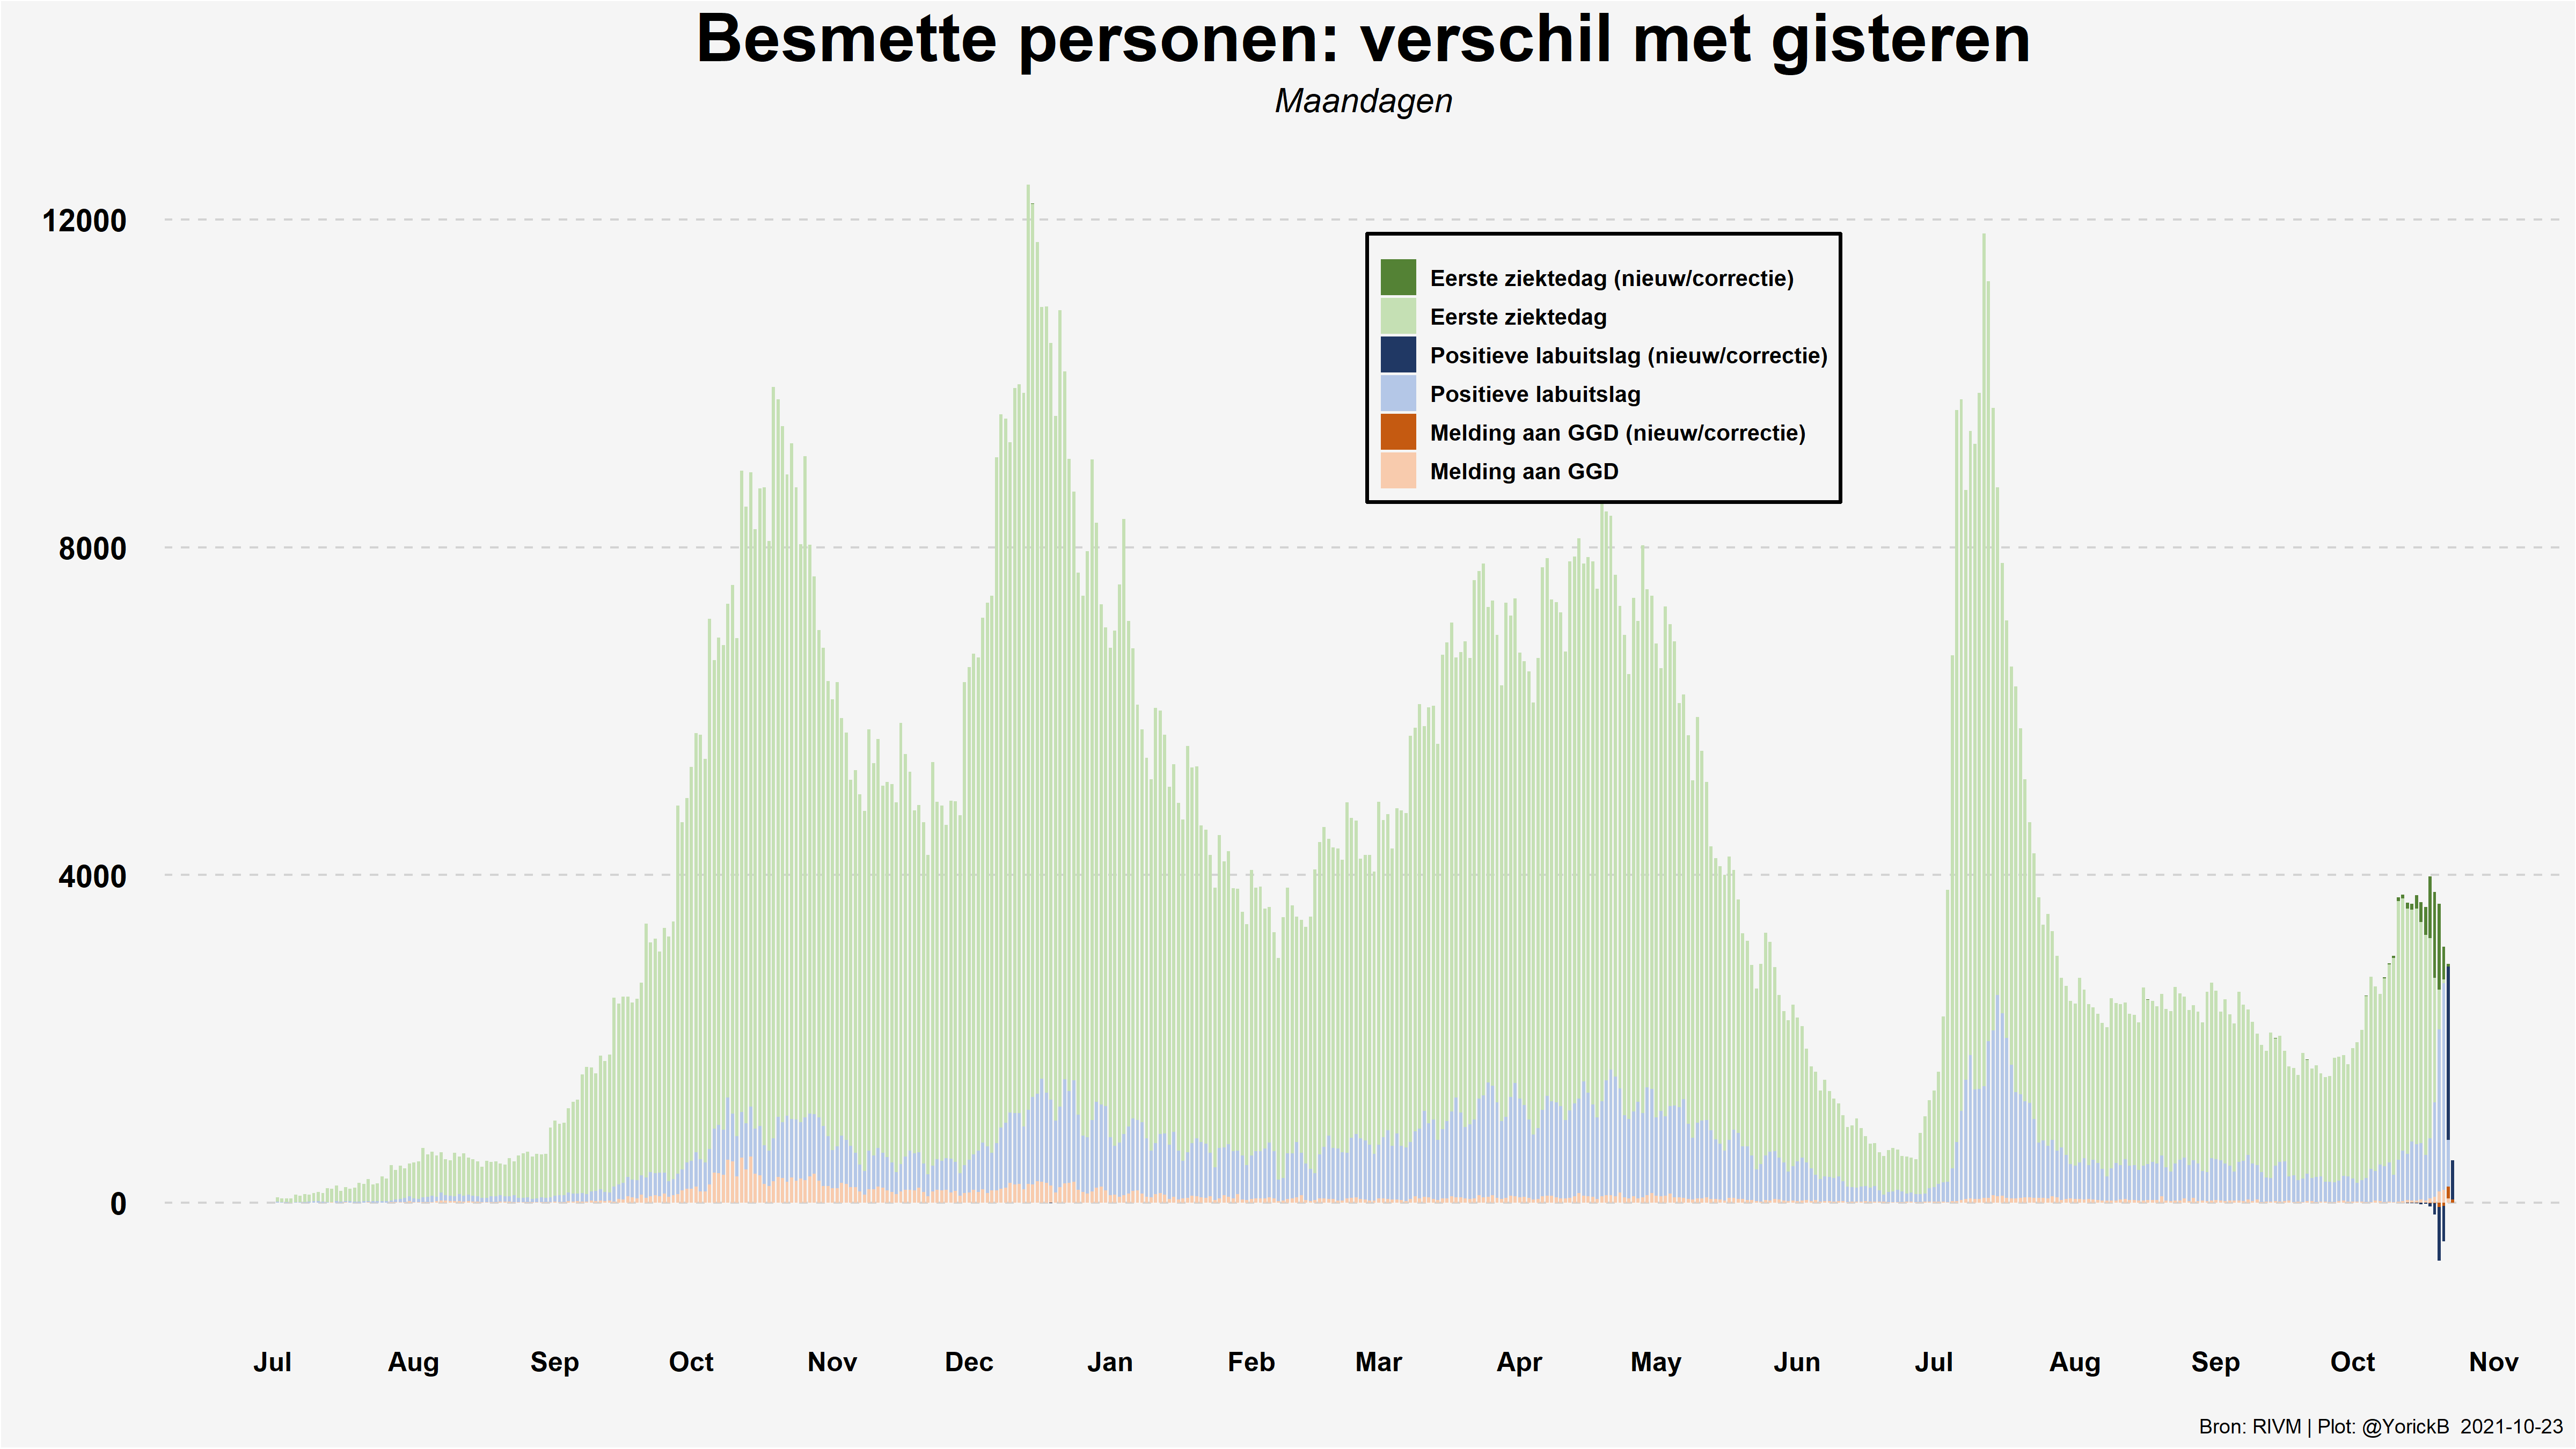 Besmette personen: verschil met gisteren
Maandagen
12000
8000
4000
0
Eerste ziektedag (nieuw/correctie)
Eerste ziektedag
Positieve labuitslag (nieuw/correctie)
Positieve labuitslag
Melding aan GGD (nieuw/correctie)
Melding aan GGD
Jul Aug Sep Oct Nov Dec Jan Feb Mar Apr May Jun Jul Aug Sep Oct Nov
Bron: RIVM | Plot: @YorickB 2021-10-23